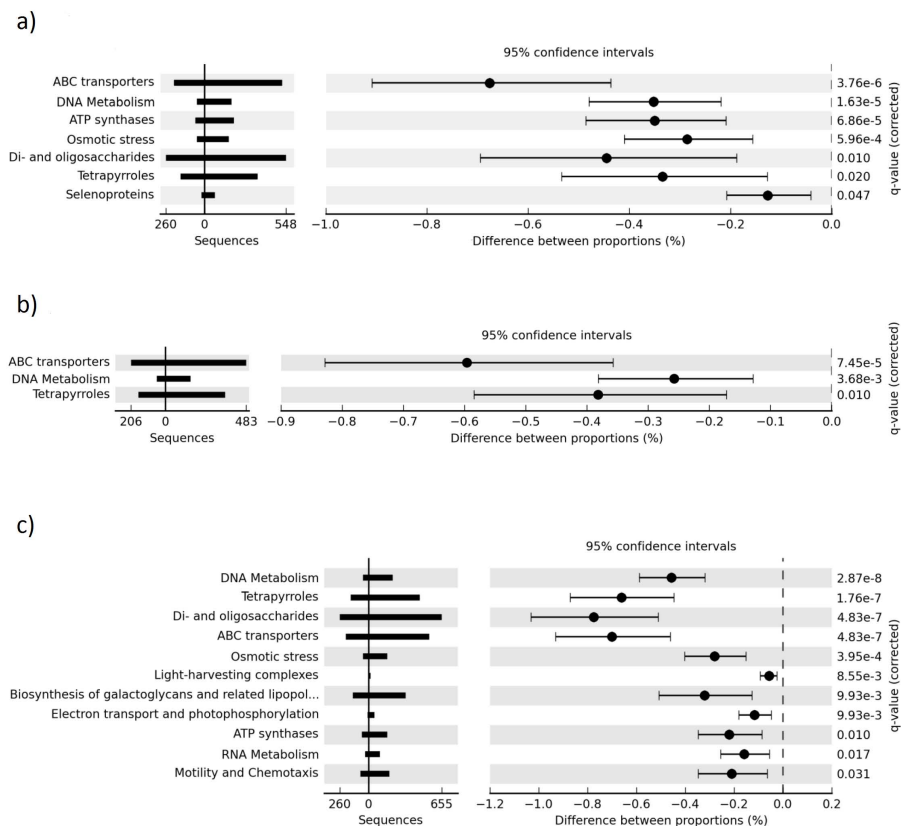 a)
95% confidence intervals
ABC transporters
DNA Metabolism
ATP synthases
Osmotic stress
Di- and oligosaccharides
Tetrapyrroles
Selenoproteins
260 0 548
Sequences
−1.0 −0.8 −0.6 −0.4 −0.2 0.0
Difference between proportions (%)
3.76e-6
1.63e-5
6.86e-5
5.96e-4
0.010
0.020
0.047
q-value (corrected)
b)
95% confidence intervals
ABC transporters
DNA Metabolism
Tetrapyrroles
206 0 483
Sequences
−0.9 −0.8 −0.7 −0.6 −0.5 −0.4 −0.3 −0.2 −0.1 0.0
Difference between proportions (%)
7.45e-5
3.68e-3
0.010
q-value (corrected)
c)
95% confidence intervals
DNA Metabolism
Tetrapyrroles
Di- and oligosaccharides
ABC transporters
Osmotic stress
Light-harvesting complexes
Biosynthesis of galactoglycans and related lipopol...
Electron transport and photophosphorylation
ATP synthases
RNA Metabolism
Motility and Chemotaxis
260 0 655
Sequences
−1.2 −1.0 −0.8 −0.6 −0.4 −0.2 0.0 0.2
Difference between proportions (%)
2.87e-8
1.76e-7
4.83e-7
4.83e-7
3.95e-4
8.55e-3
9.93e-3
9.93e-3
0.010
0.017
0.031
q-value (corrected)